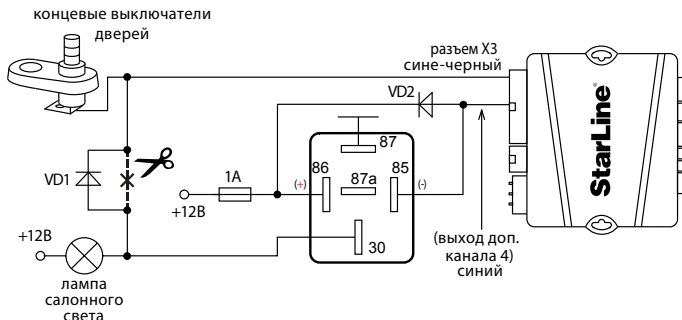 концевые выключатели
дверей
разъем X3
сине-черный
VD2
StarLine®
87
VD1
1А
(+)
86
87а
85
(-)
+12В
+12В
30
(выход доп.
канала 4)
синий
лампа
салонного
света